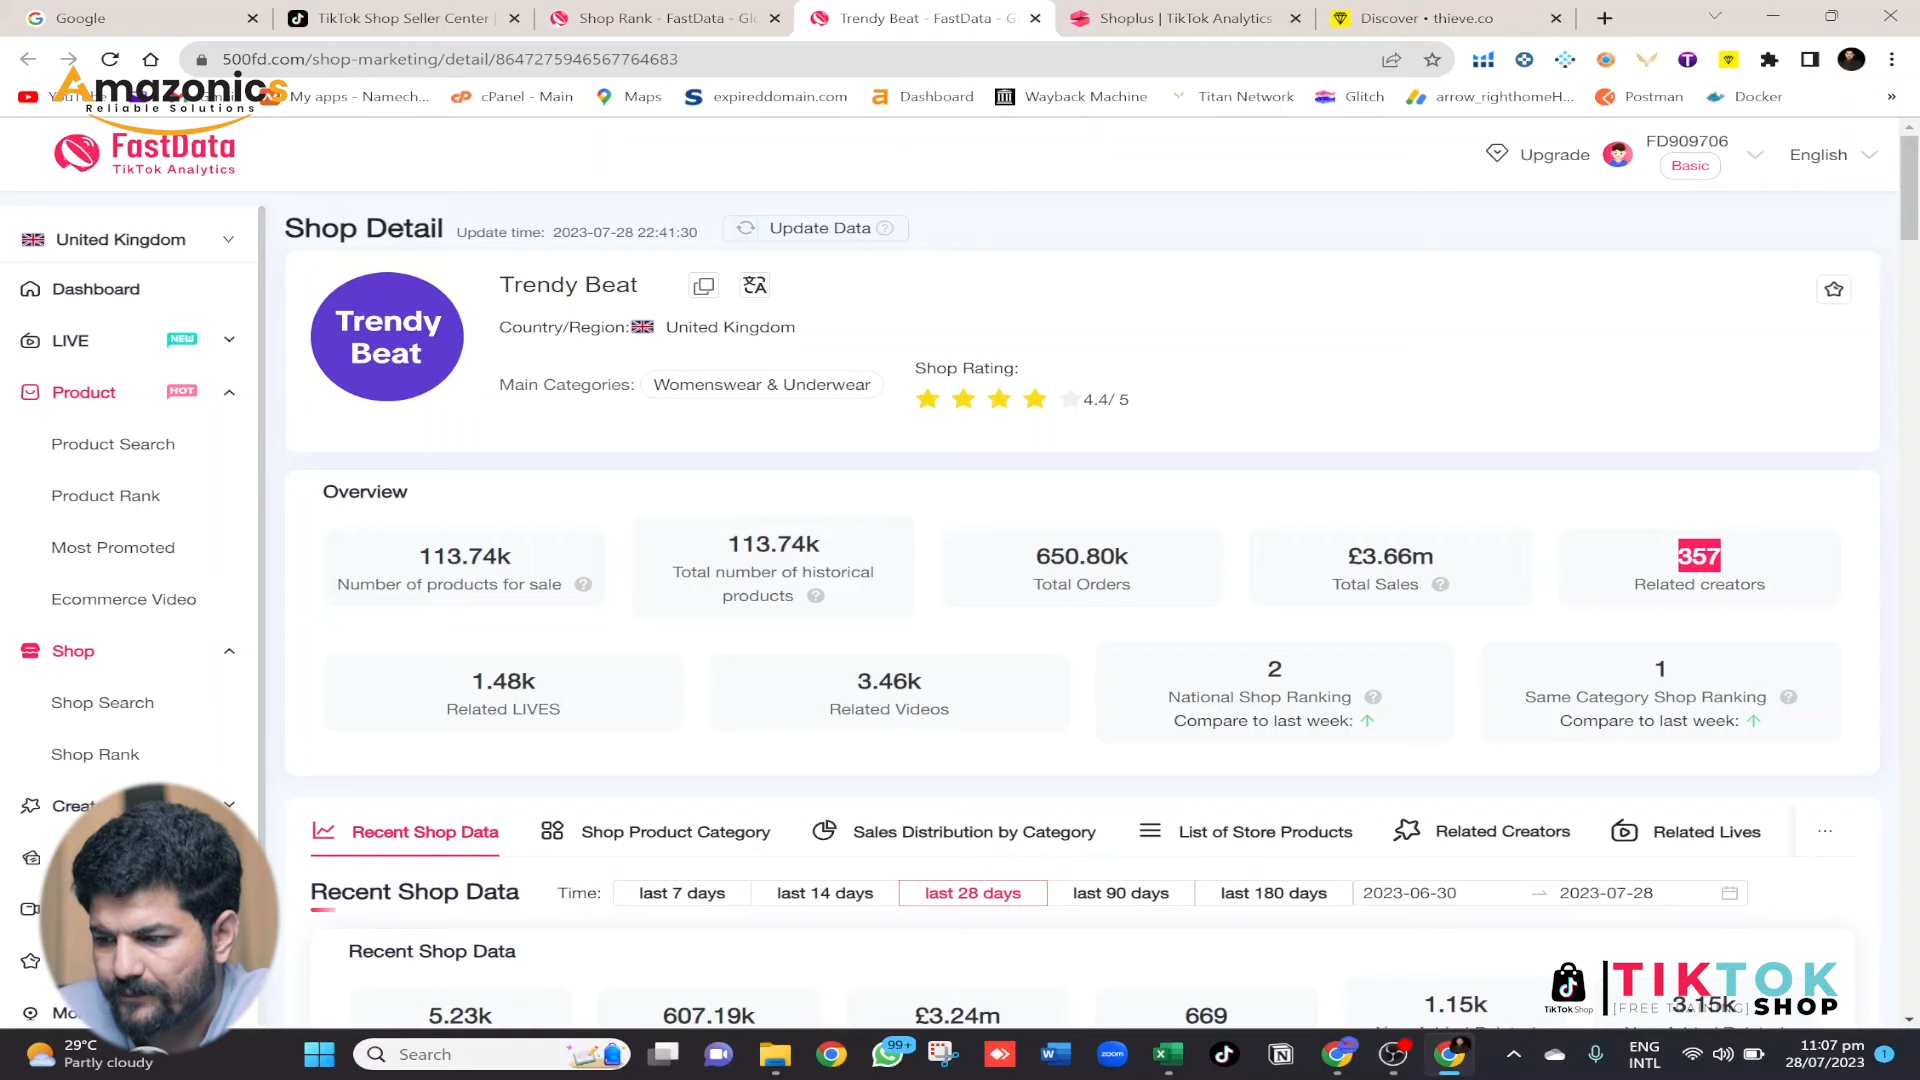 Google
TikTok Shop Seller Center
Shop Rank - FastData - Gl
Trendy Beat - FastData - G
Shoplus | TikTok Analytics
Discover • thieve.co
500fd.com/shop-marketing/detail/8647275946567764683
Amazonics
Reliable Solutions
My apps - Namech...
cPanel - Main
Maps
expireddomain.com
Dashboard
Wayback Machine
Titan Network
Glitch
arrow_righthomeH...
Postman
Docker
»
FastData
TikTok Analytics
Upgrade
FD909706
Basic
English
United Kingdom
Dashboard
LIVE
NEW
Product
HOT
Product Search
Product Rank
Most Promoted
Ecommerce Video
Shop
Shop Search
Shop Rank
Shop Detail
Update time: 2023-07-28 22:41:30
Update Data
Trendy
Beat
Trendy Beat
Country/Region:
United Kingdom
Main Categories:
Womenswear & Underwear
Shop Rating:
4.4/ 5
Overview
113.74k
Number of products for sale
113.74k
Total number of historical
products
650.80k
Total Orders
£3.66m
Total Sales
357
Related creators
1.48k
Related LIVES
3.46k
Related Videos
2
National Shop Ranking
Compare to last week:
1
Same Category Shop Ranking
Compare to last week:
Recent Shop Data
Shop Product Category
Sales Distribution by Category
List of Store Products
Related Creators
Related Lives
...
Recent Shop Data
Time:
last 7 days
last 14 days
last 28 days
last 90 days
last 180 days
2023-06-30
2023-07-28
Recent Shop Data
5.23k
607.19k
£3.24m
669
1.15k
3.15k
TikTok Shop
TIKTOK
[FREE TRAINING]
SHOP
29°C
Partly cloudy
Search
99+
zoom
ENG
INTL
11:07 pm
28/07/2023
1